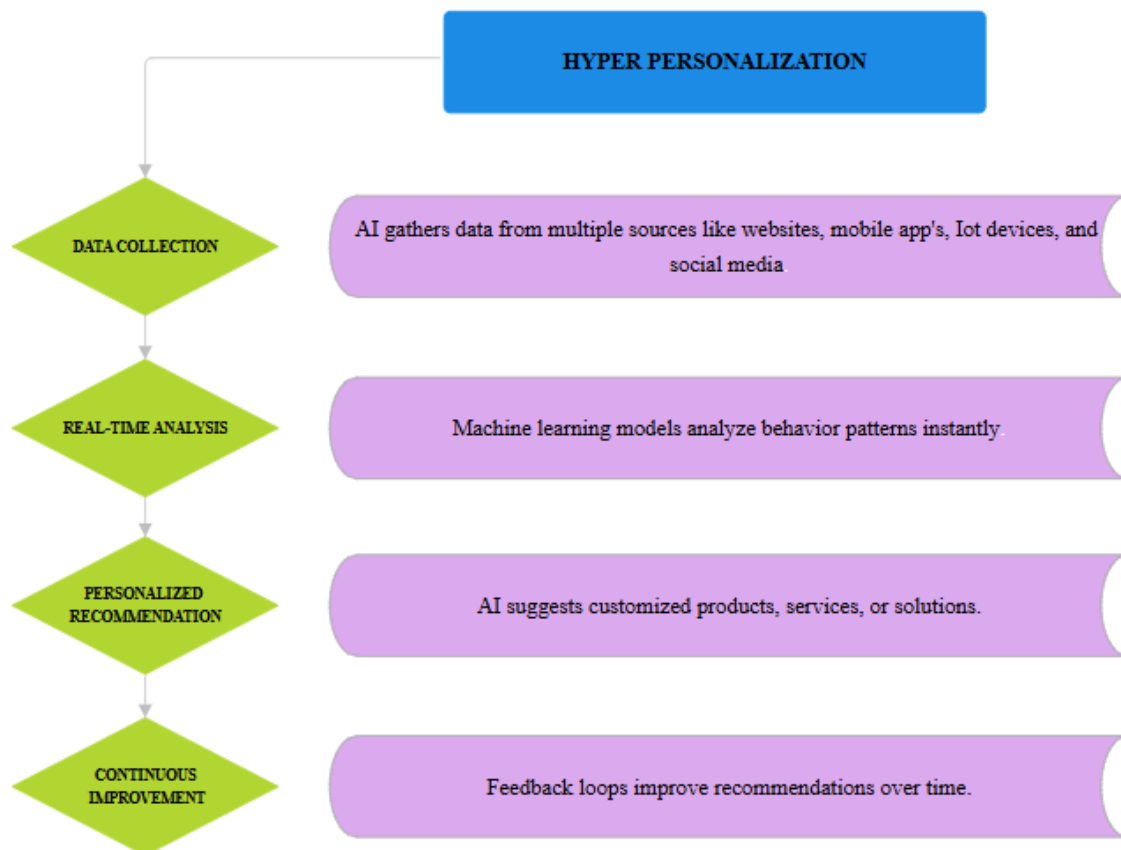 HYPER PERSONALIZATION
DATA COLLECTION
AI gathers data from multiple sources like websites, mobile app's, Iot devices, and
social media.
REAL-TIME ANALYSIS
Machine learning models analyze behavior patterns instantly.
PERSONALIZED
RECOMMENDATION
AI suggests customized products, services, or solutions.
CONTINUOUS
IMPROVEMENT
Feedback loops improve recommendations over time.